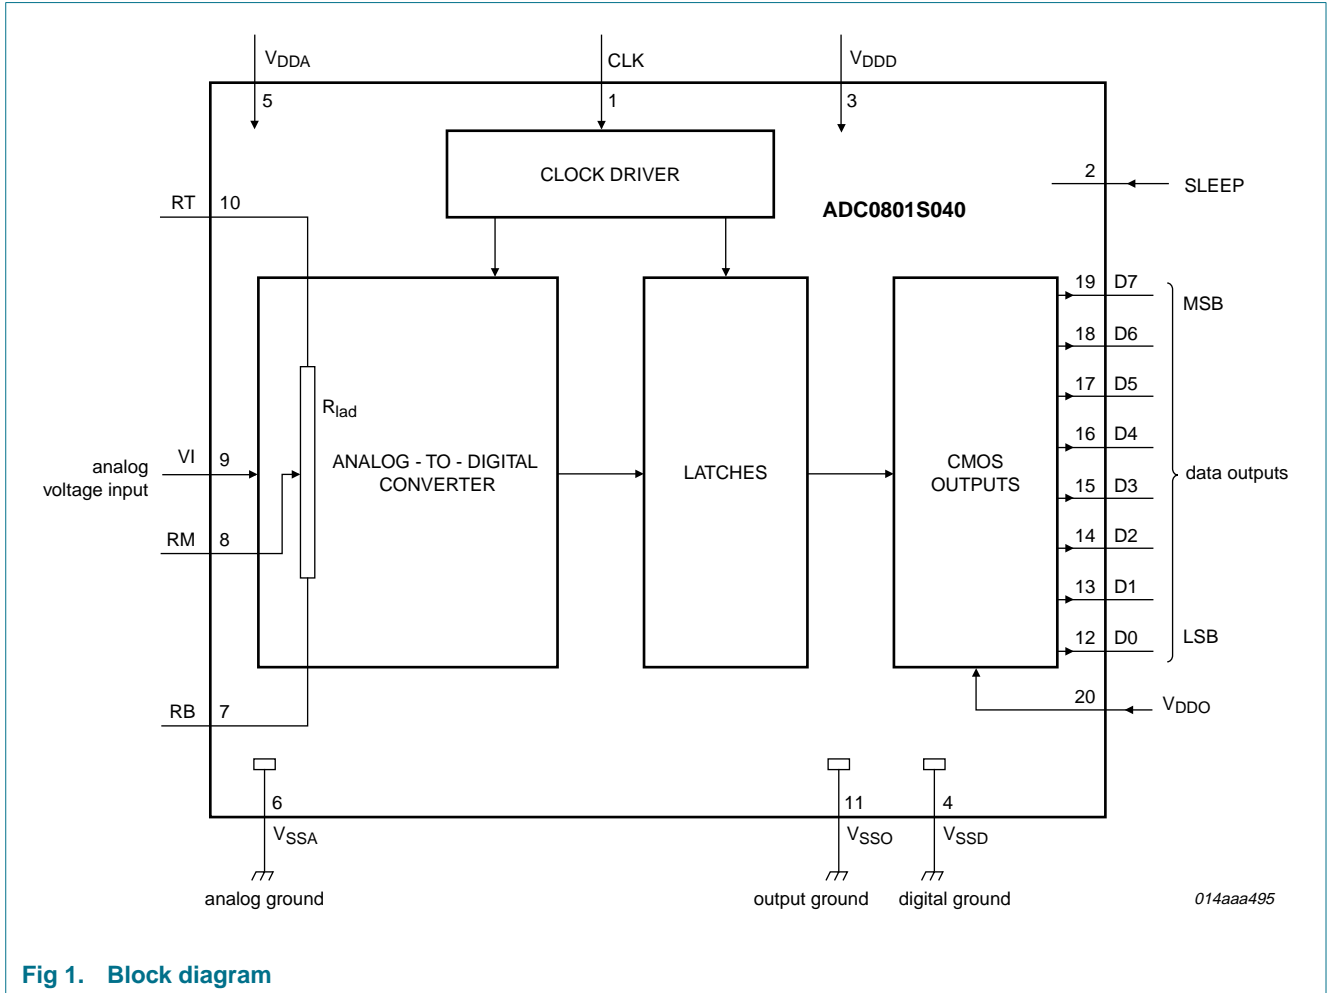 VDDA
CLK
VDDD
5
1
3
CLOCK DRIVER
2
SLEEP
ADC0801S040
RT
10
19
D7
MSB
18
D6
17
D5
Rlad
16
D4
VI
9
analog
voltage input
ANALOG - TO - DIGITAL
CONVERTER
LATCHES
CMOS
OUTPUTS
data outputs
15
D3
RM
8
14
D2
13
D1
12
D0
LSB
RB
7
20
VDDO
6
11
4
VSSA
VSSO
VSSD
analog ground
output ground
digital ground
014aaa495
Fig 1. Block diagram